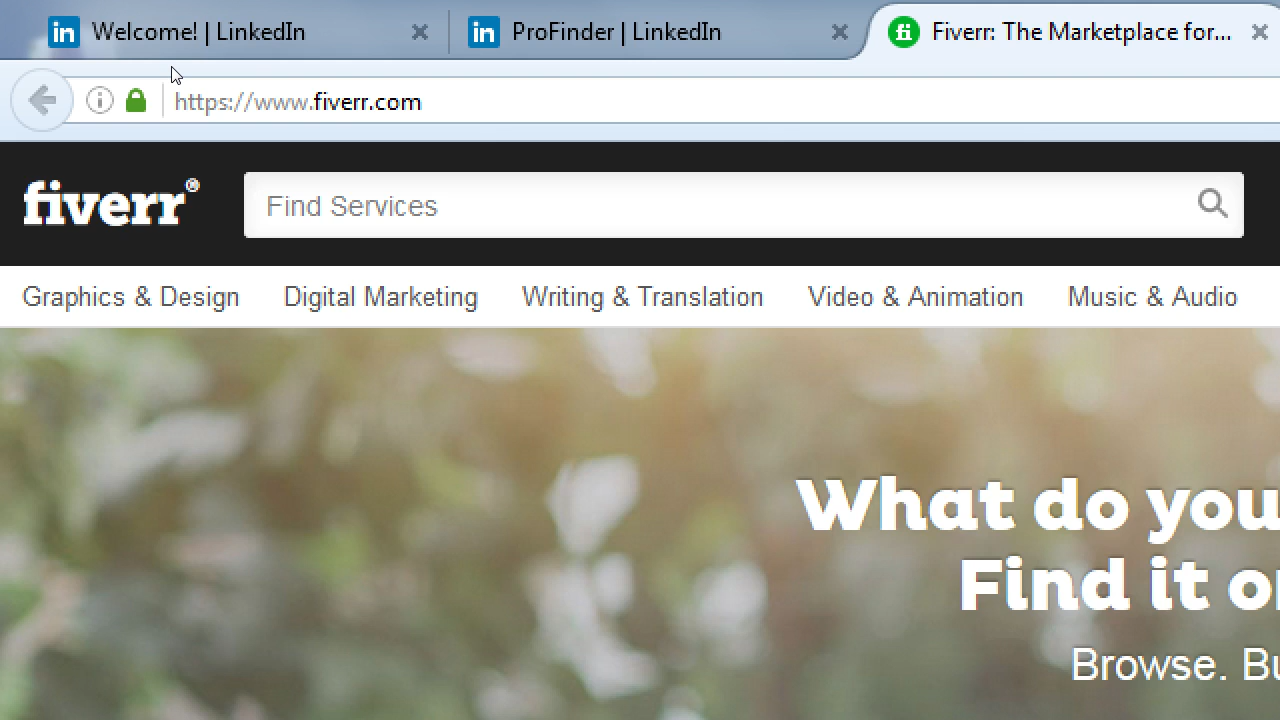 Welcome! | LinkedIn
ProFinder | LinkedIn
Fiverr: The Marketplace for...
https://www.fiverr.com
fiverr®
Find Services
Graphics & Design Digital Marketing Writing & Translation Video & Animation Music & Audio
What do you
Find it o
Browse. Bu